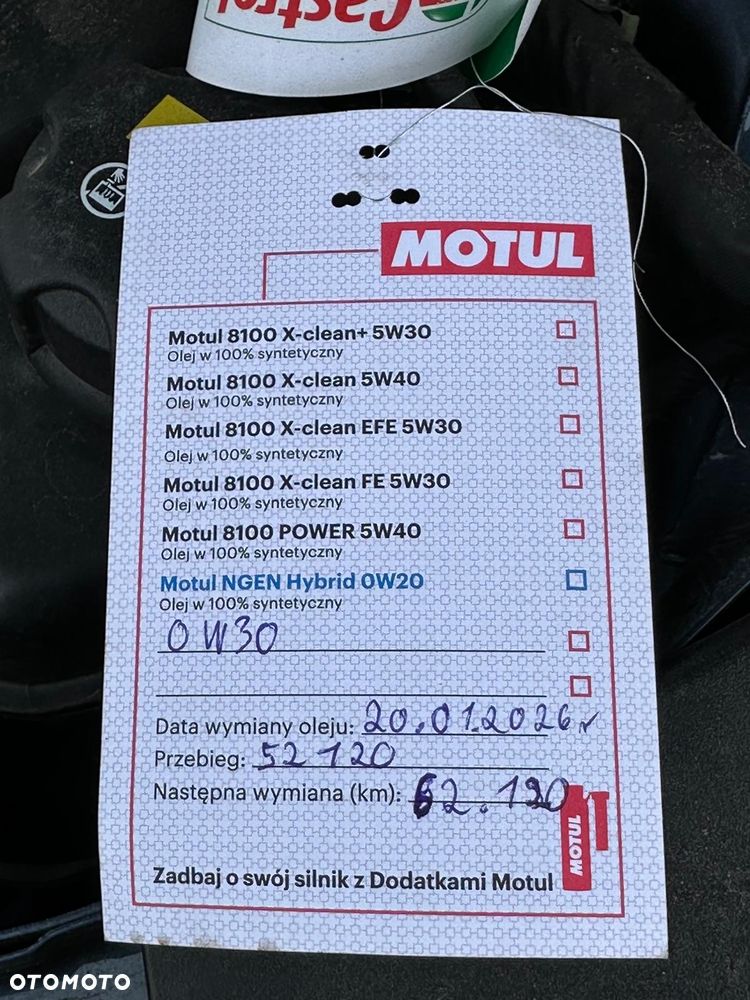 Castrol
MOTUL
Motul 8100 X-clean+ 5W30
Olej w 100% syntetyczny
Motul 8100 X-clean 5W40
Olej w 100% syntetyczny
Motul 8100 X-clean EFE 5W30
Olej w 100% syntetyczny
Motul 8100 X-clean FE 5W30
Olej w 100% syntetyczny
Motul 8100 POWER 5W40
Olej w 100% syntetyczny
Motul NGEN Hybrid 0W20
Olej w 100% syntetyczny
0W30
Data wymiany oleju: 20.01.2026r
Przebieg: 52120
Następna wymiana (km): 62.120
MOTUL
Zadbaj o swój silnik z Dodatkami Motul
OTOMOTO